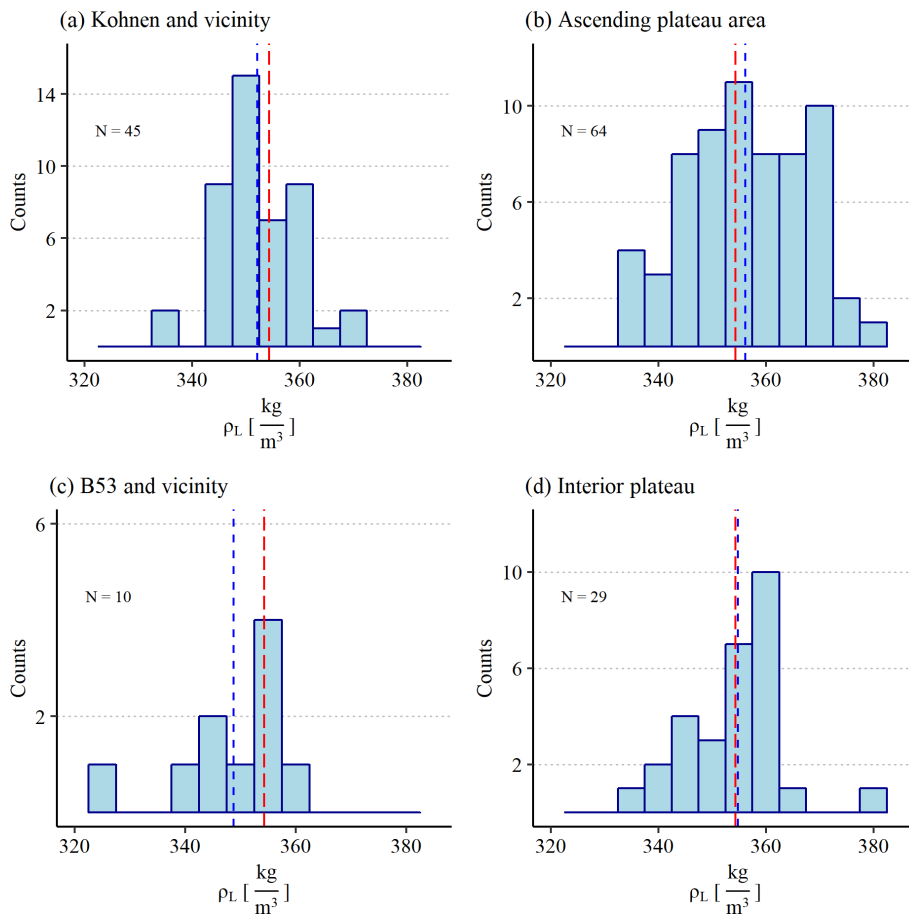 (a) Kohnen and vicinity
14
10
6
2
Counts
N = 45
320 340 360 380
ρL [ kg/m³ ]
(b) Ascending plateau area
10
6
2
Counts
N = 64
320 340 360 380
ρL [ kg/m³ ]
(c) B53 and vicinity
6
2
Counts
N = 10
320 340 360 380
ρL [ kg/m³ ]
(d) Interior plateau
10
6
2
Counts
N = 29
320 340 360 380
ρL [ kg/m³ ]